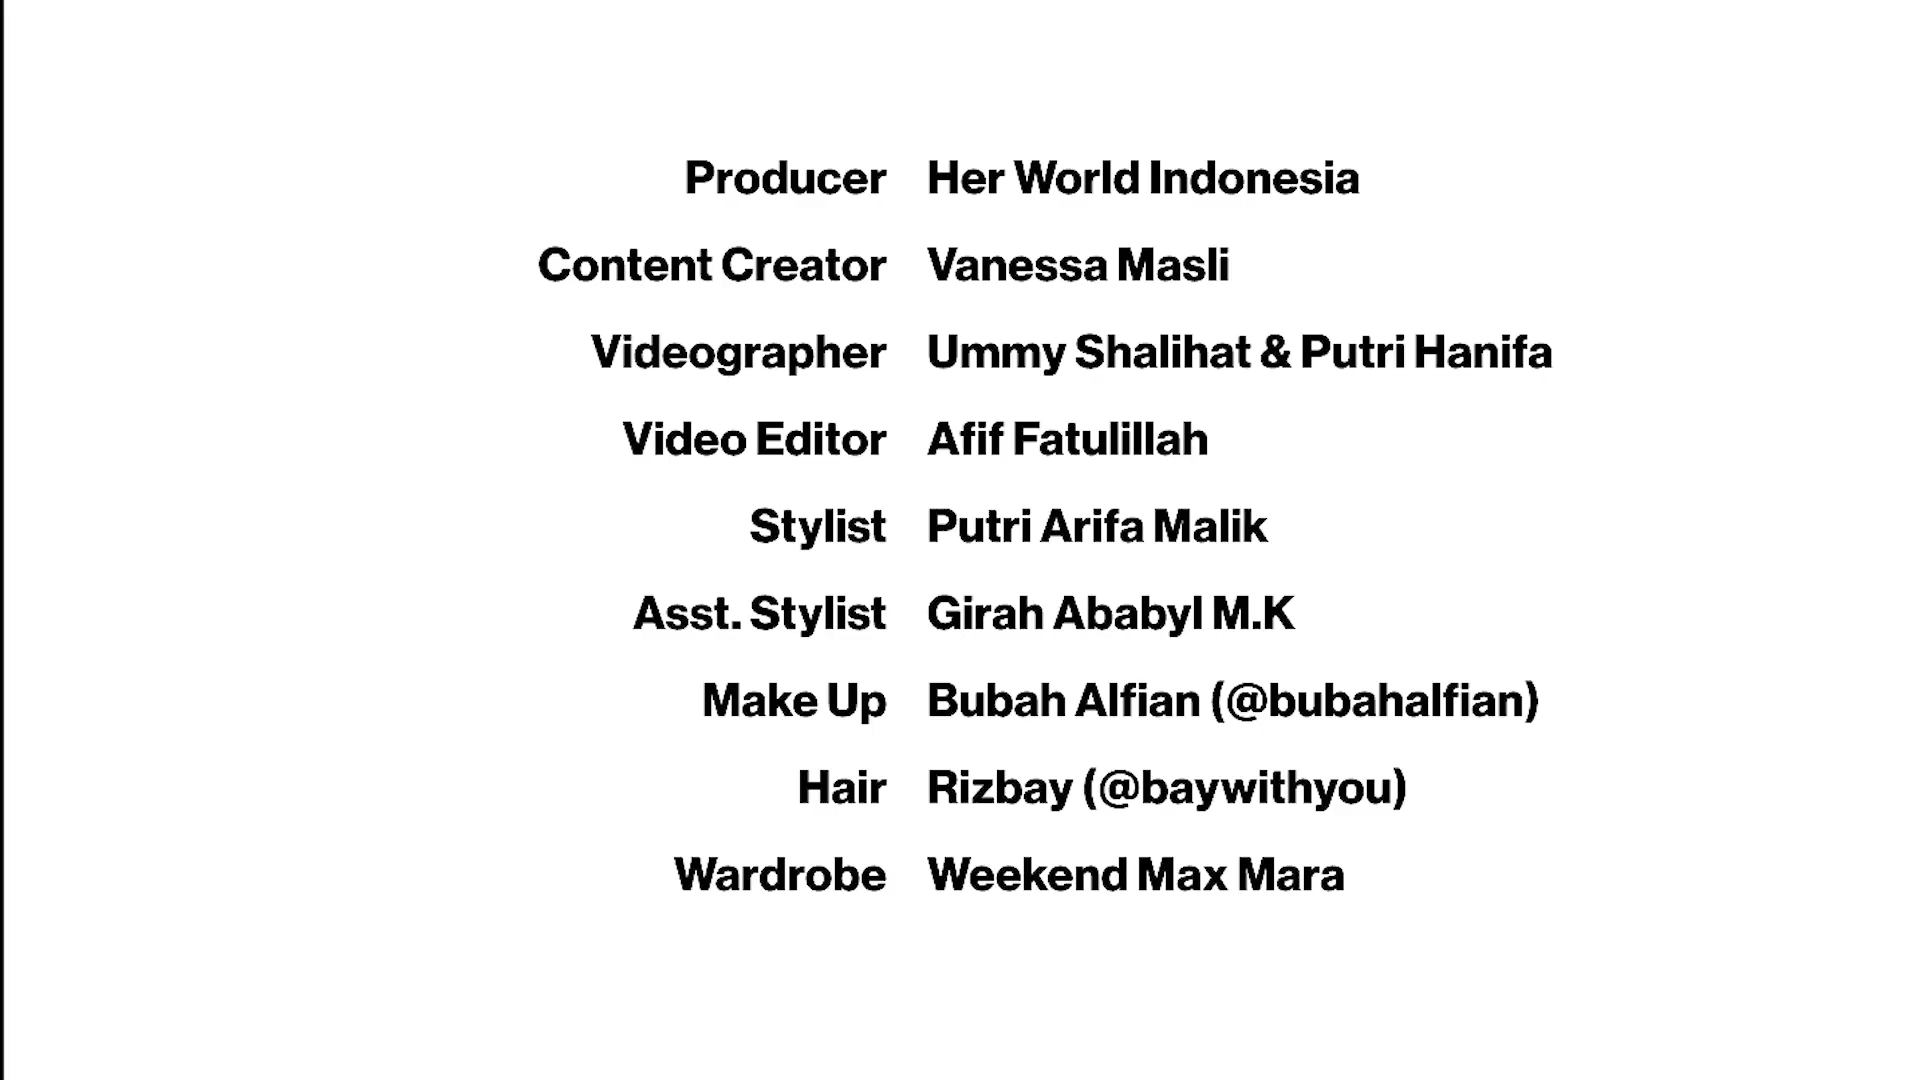 Producer Her World Indonesia
Content Creator Vanessa Masli
Videographer Ummy Shalihat & Putri Hanifa
Video Editor Afif Fatulillah
Stylist Putri Arifa Malik
Asst. Stylist Girah Ababyl M.K
Make Up Bubah Alfian (@bubahalfian)
Hair Rizbay (@baywithyou)
Wardrobe Weekend Max Mara